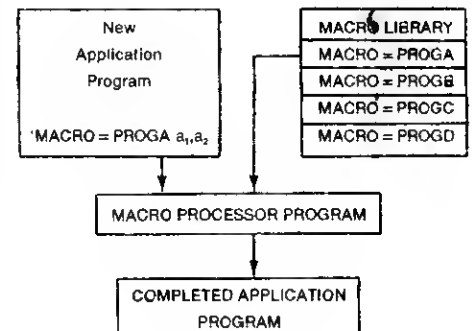 New
Application
Program
'MACRO = PROGA a₁,a₂
MACRO LIBRARY
MACRO = PROGA
MACRO = PROGB
MACRO = PROGC
MACRO = PROGD
MACRO PROCESSOR PROGRAM
COMPLETED APPLICATION
PROGRAM